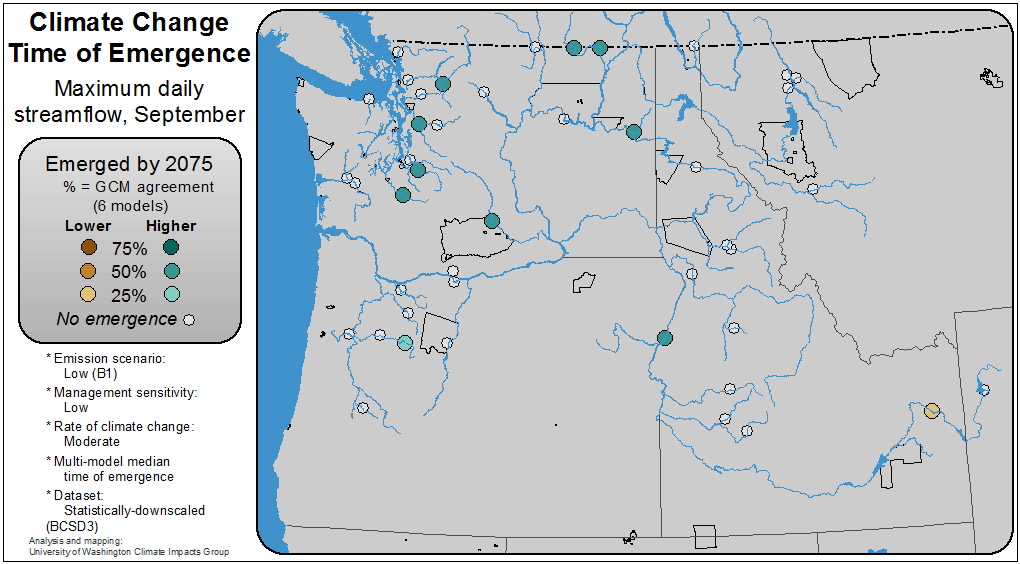 Climate Change
Time of Emergence
Maximum daily
streamflow, September
Emerged by 2075
% = GCM agreement
(6 models)
Lower Higher
75%
50%
25%
No emergence
* Emission scenario:
Low (B1)
* Management sensitivity:
Low
* Rate of climate change:
Moderate
* Multi-model median
time of emergence
* Dataset:
Statistically-downscaled
(BCSD3)
Analysis and mapping:
University of Washington Climate Impacts Group